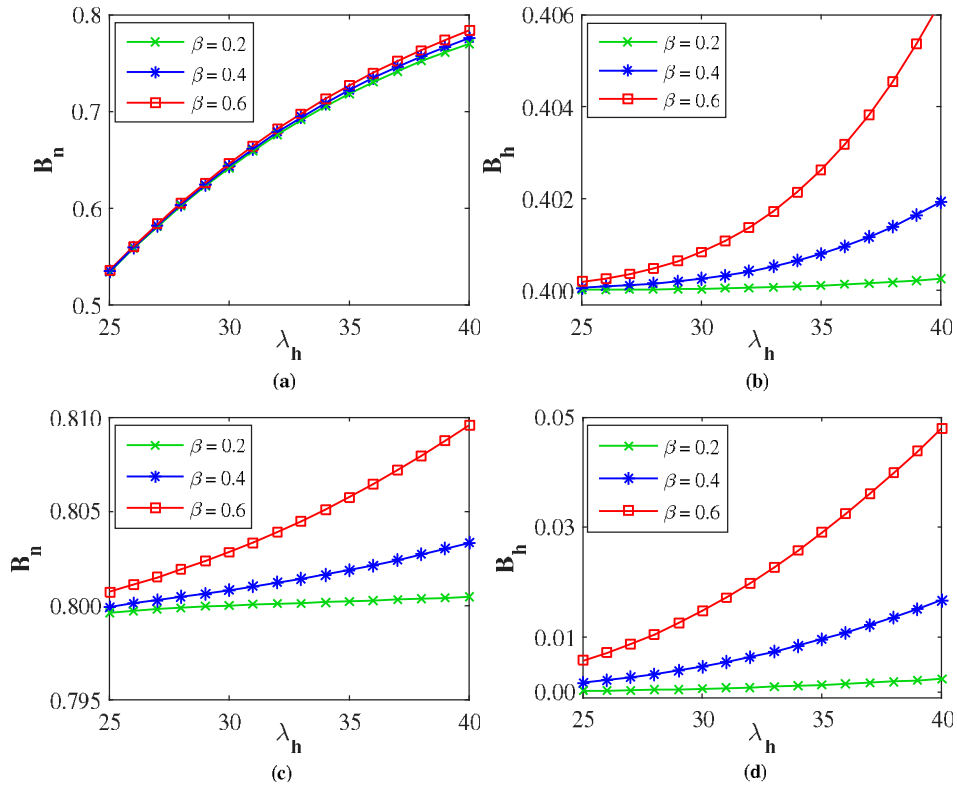 0.8
0.7
0.6
0.5
B_n
β = 0.2
β = 0.4
β = 0.6
25 30 35 40
λ_h
(a)
0.406
0.404
0.402
0.400
B_h
β = 0.2
β = 0.4
β = 0.6
25 30 35 40
λ_h
(b)
0.810
0.805
0.800
0.795
B_n
β = 0.2
β = 0.4
β = 0.6
25 30 35 40
λ_h
(c)
0.05
0.03
0.01
0.00
B_h
β = 0.2
β = 0.4
β = 0.6
25 30 35 40
λ_h
(d)